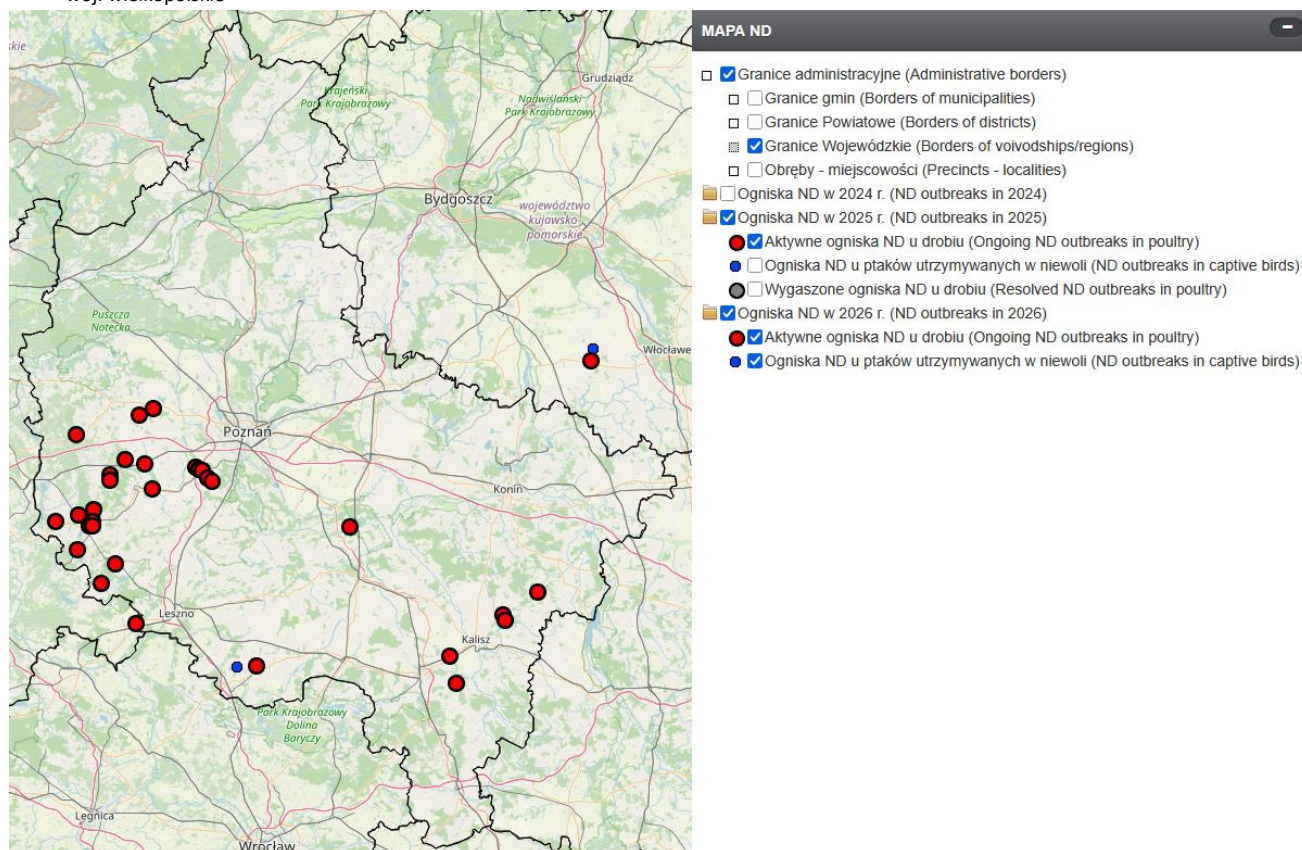 woj. wielkopolskie
skie
Grudziądz
Krajeński
Park Krajobrazowy
Nadwiślański
Park Krajobrazowy
Bydgoszcz
województwo
kujawsko-
pomorskie
Puszcza
Notecka
Włocławe
Poznań
Konin
Leszno
Kalisz
Park Krajobrazowy
Dolina
Baryczy
Legnica
Wrocław
MAPA ND
Granice administracyjne (Administrative borders)
Granice gmin (Borders of municipalities)
Granice Powiatowe (Borders of districts)
Granice Wojewódzkie (Borders of voivodships/regions)
Obręby - miejscowości (Precincts - localities)
Ogniska ND w 2024 r. (ND outbreaks in 2024)
Ogniska ND w 2025 r. (ND outbreaks in 2025)
Aktywne ogniska ND u drobiu (Ongoing ND outbreaks in poultry)
Ogniska ND u ptaków utrzymywanych w niewoli (ND outbreaks in captive birds)
Wygaszone ogniska ND u drobiu (Resolved ND outbreaks in poultry)
Ogniska ND w 2026 r. (ND outbreaks in 2026)
Aktywne ogniska ND u drobiu (Ongoing ND outbreaks in poultry)
Ogniska ND u ptaków utrzymywanych w niewoli (ND outbreaks in captive birds)